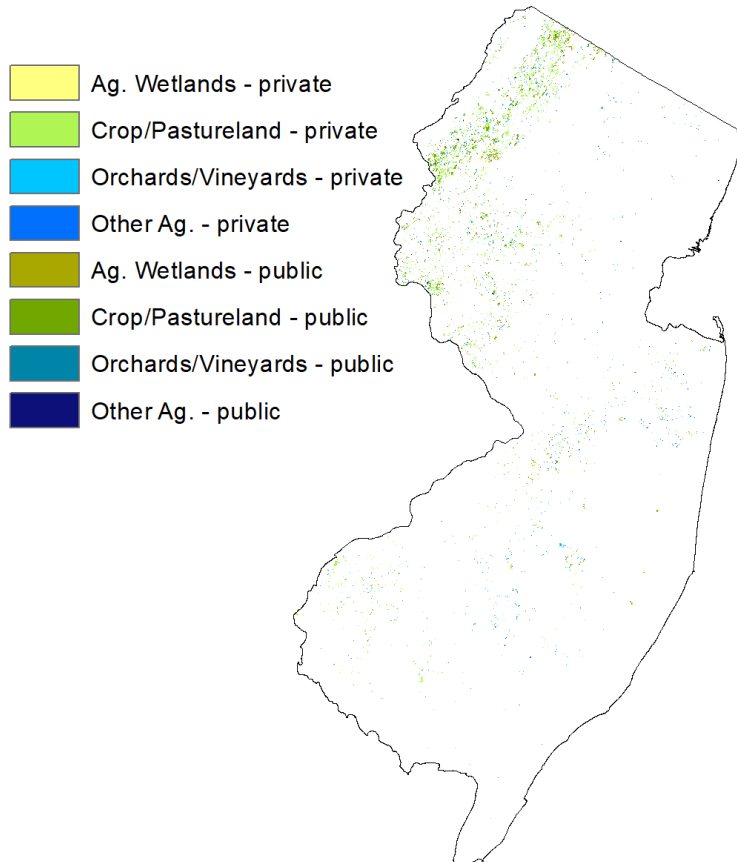 Ag. Wetlands - private
Crop/Pastureland - private
Orchards/Vineyards - private
Other Ag. - private
Ag. Wetlands - public
Crop/Pastureland - public
Orchards/Vineyards - public
Other Ag. - public